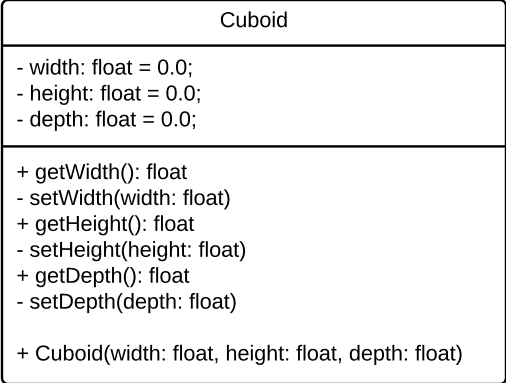 Cuboid
- width: float = 0.0;
- height: float = 0.0;
- depth: float = 0.0;
+ getWidth(): float
- setWidth(width: float)
+ getHeight(): float
- setHeight(height: float)
+ getDepth(): float
- setDepth(depth: float)
+ Cuboid(width: float, height: float, depth: float)